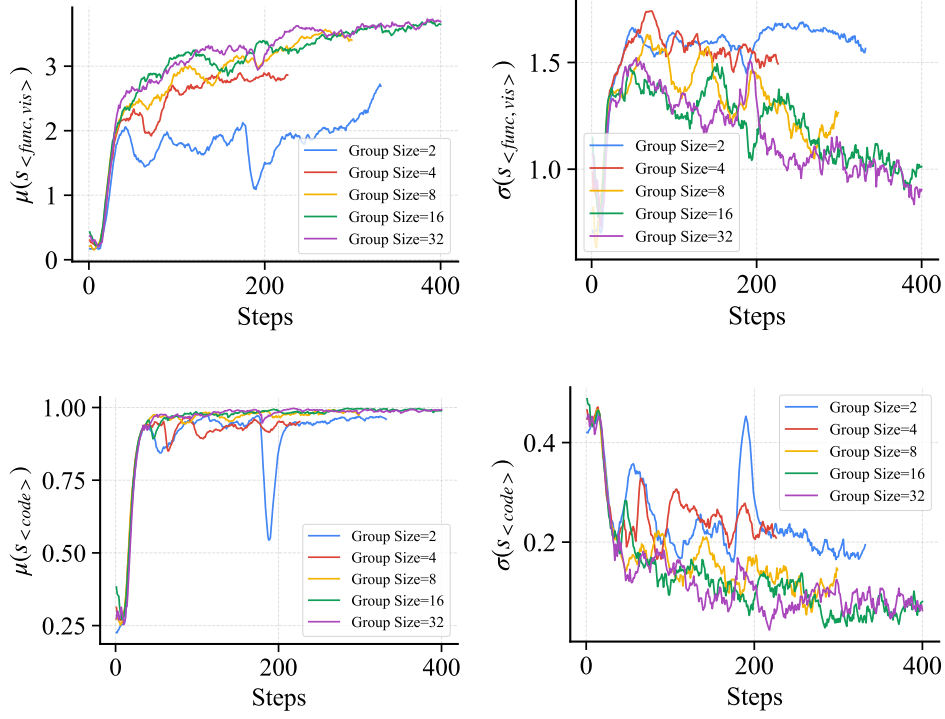 μ(s<func,vis>)
3
2
1
0
0
200
400
Steps
Group Size=2
Group Size=4
Group Size=8
Group Size=16
Group Size=32
σ(s<func,vis>)
1.5
1.0
0
200
400
Steps
Group Size=2
Group Size=4
Group Size=8
Group Size=16
Group Size=32
μ(s<code>)
1.00
0.75
0.50
0.25
0
200
400
Steps
Group Size=2
Group Size=4
Group Size=8
Group Size=16
Group Size=32
σ(s<code>)
0.4
0.2
0
200
400
Steps
Group Size=2
Group Size=4
Group Size=8
Group Size=16
Group Size=32